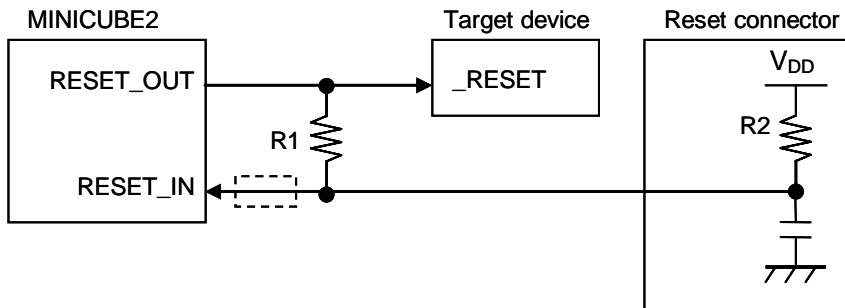 MINICUBE2
Target device
Reset connector
RESET_OUT
_RESET
VDD
R1
R2
RESET_IN